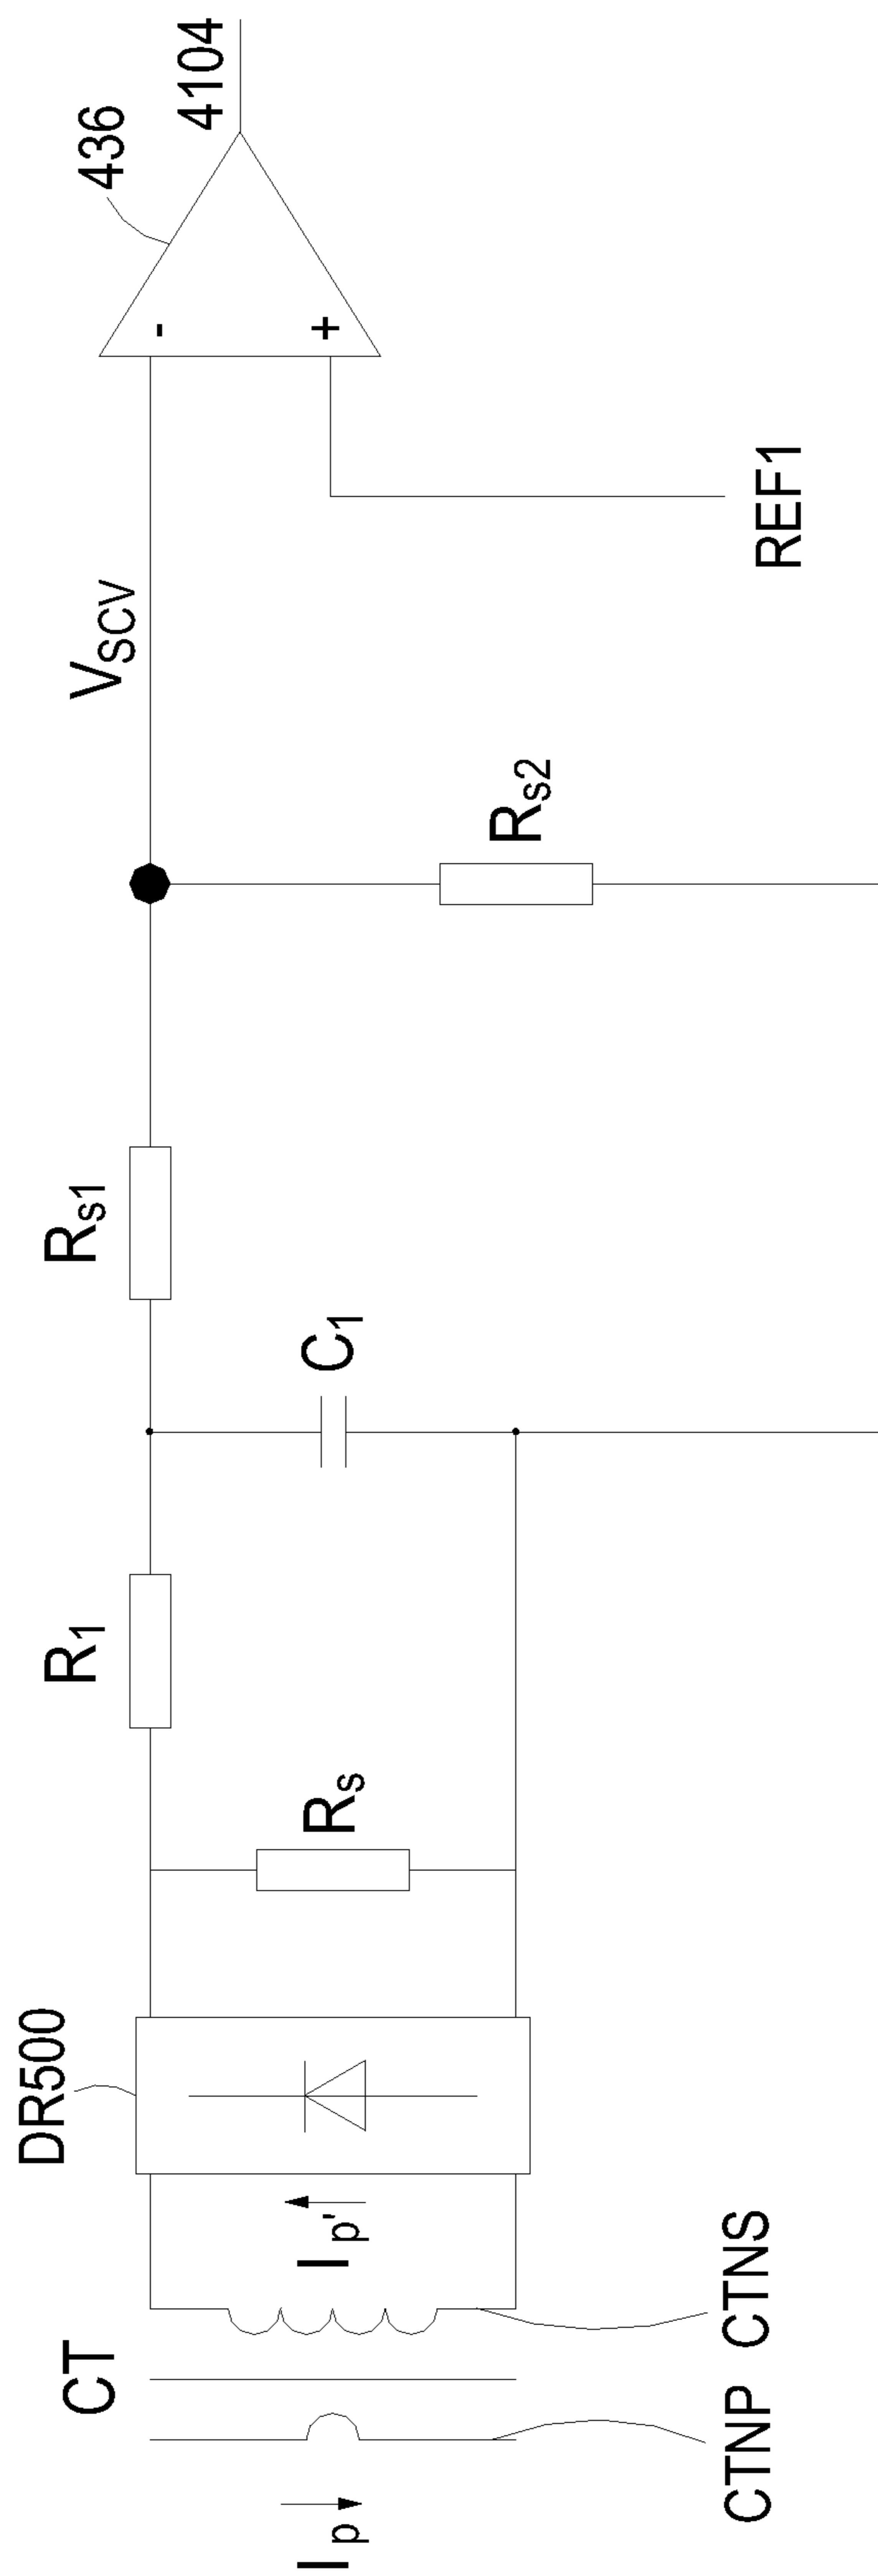 Ip
CT
CTNP
CTNS
Ip'
DR500
Rs
R1
C1
Rs1
Rs2
VSCV
REF1
-
+
436
4104